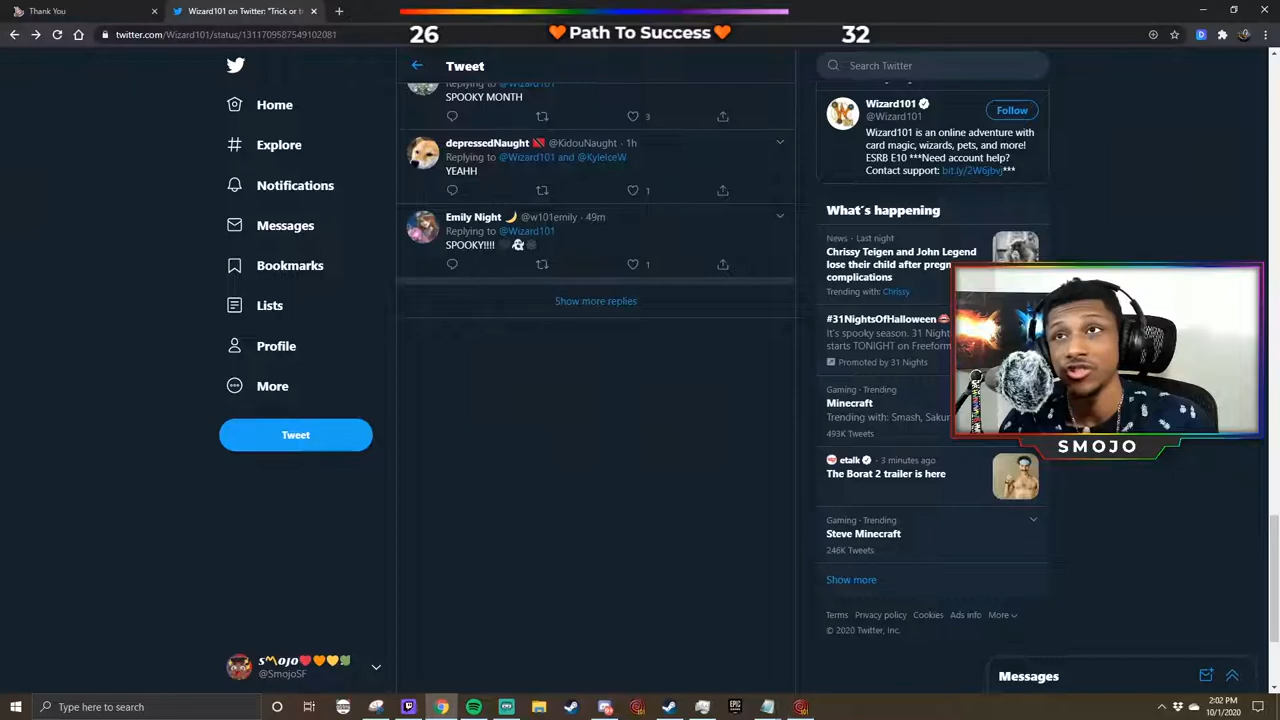 Thank You
Wizard101 on Twitter: "Trick or t
twitter.com/Wizard101/status/1311709587549102081
26
🧡Path To Success🧡
32
Home
Explore
Notifications
Messages
Bookmarks
Lists
Profile
More
Tweet
sмojo❤️🧡💛
@SmojoSF
Tweet
Replying to @Wizard101
SPOOKY MONTH
3
depressedNaught @KidouNaught · 1h
Replying to @Wizard101 and @KyleIceW
YEAHH
1
Emily Night 🌙 @w101emily · 49m
Replying to @Wizard101
SPOOKY!!!!
1
Show more replies
Search Twitter
Wizard101
@Wizard101
Follow
Wizard101 is an online adventure with
card magic, wizards, pets, and more!
ESRB E10 ***Need account help?
Contact support: bit.ly/2W6jbvj***
What's happening
News · Last night
Chrissy Teigen and John Legend
lose their child after pregn
complications
Trending with: Chrissy
#31NightsOfHalloween
It's spooky season. 31 Night
starts TONIGHT on Freeform
Promoted by 31 Nights
Gaming · Trending
Minecraft
Trending with: Smash, Saku
493K Tweets
etalk · 3 minutes ago
The Borat 2 trailer is here
Gaming · Trending
Steve Minecraft
246K Tweets
Show more
Terms Privacy policy Cookies Ads info More
© 2020 Twitter, Inc.
SMOJO
Messages
Type here to search
2:02 PM
10/1/2020